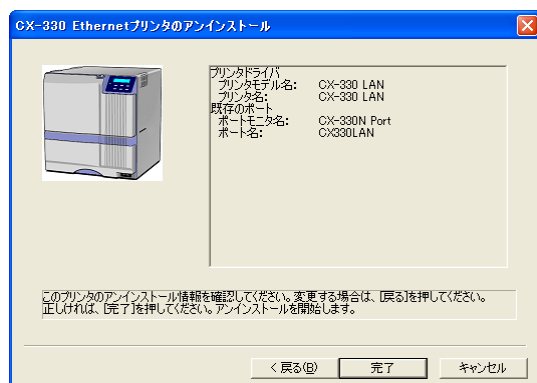 CX-330 Ethernetプリンタのアンインストール
プリンタドライバ
プリンタモデル名: CX-330 LAN
プリンタ名: CX-330 LAN
既存のポート
ポートモニタ名: CX-330N Port
ポート名: CX330LAN
このプリンタのアンインストール情報を確認してください。変更する場合は、[戻る]を押してください。
正しければ、[完了]を押してください。アンインストールを開始します。
< 戻る(B) 完了 キャンセル